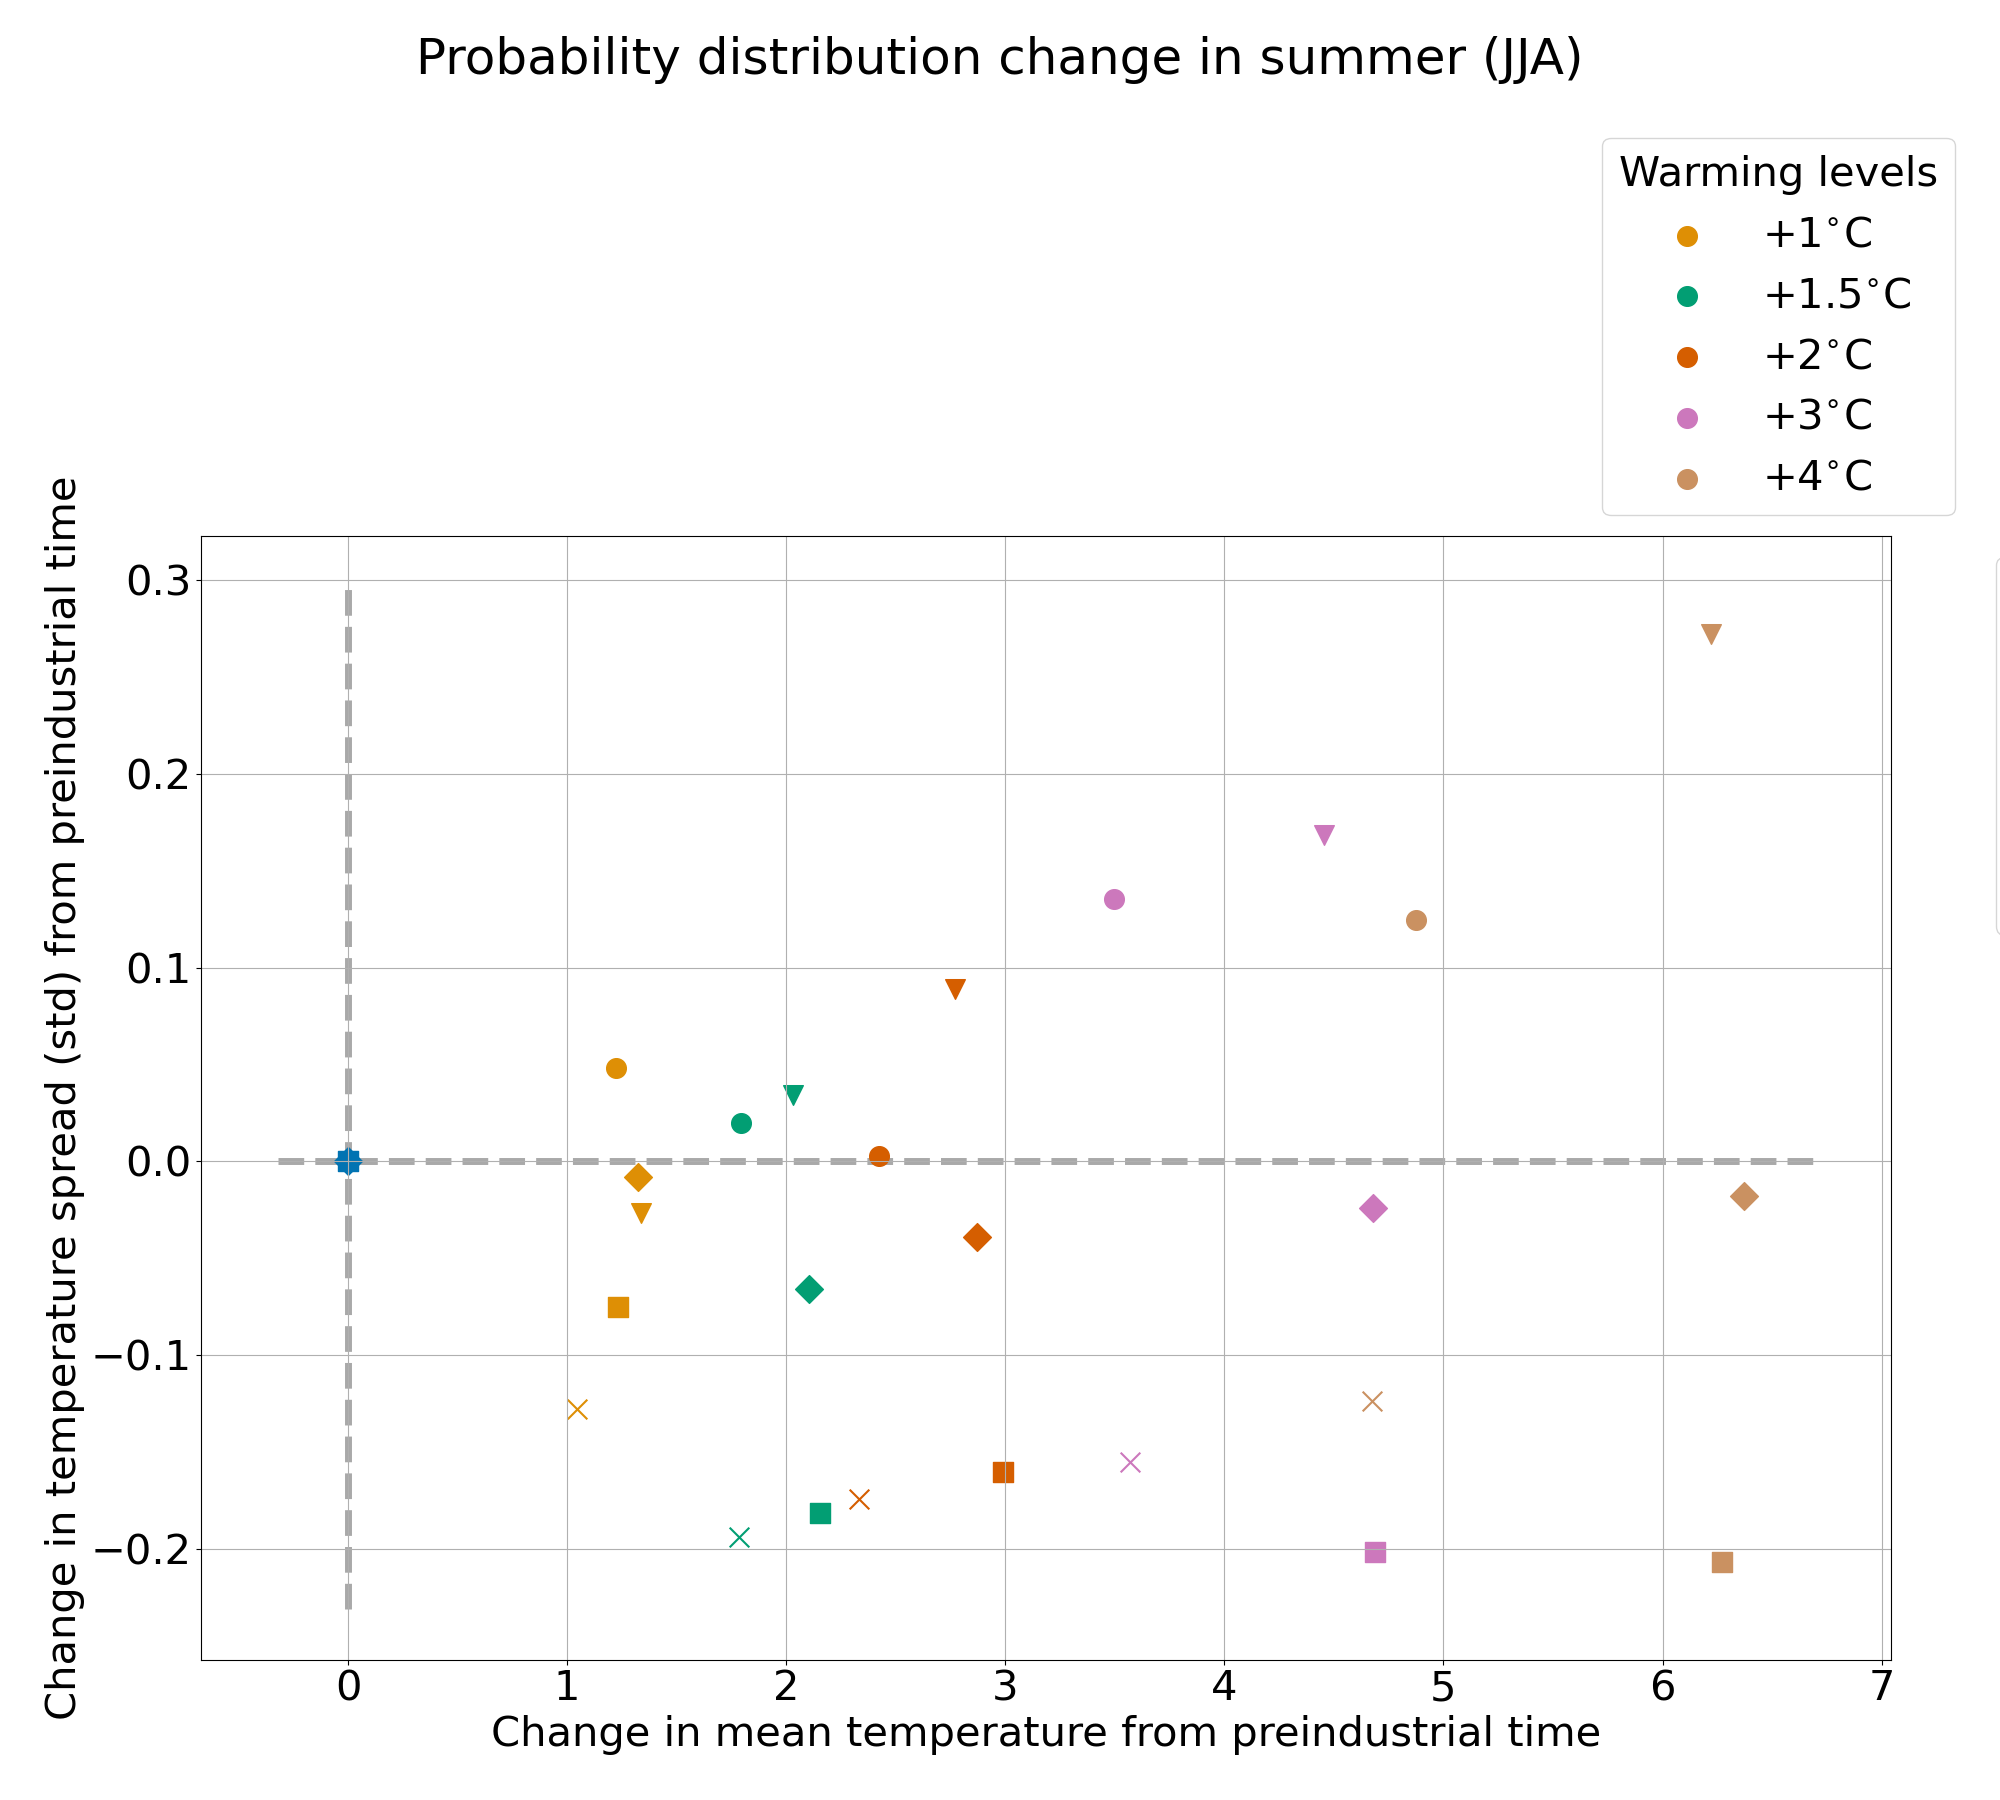 Probability distribution change in summer (JJA)
Warming levels
+1°C
+1.5°C
+2°C
+3°C
+4°C
Change in temperature spread (std) from preindustrial time
0.3
0.2
0.1
0.0
−0.1
−0.2
0 1 2 3 4 5 6 7
Change in mean temperature from preindustrial time